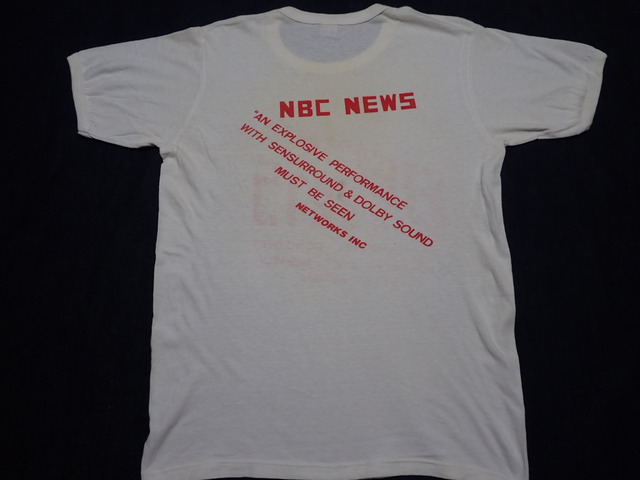 NBC NEWS
"AN EXPLOSIVE PERFORMANCE
WITH SENSURROUND & DOLBY SOUND
MUST BE SEEN
NETWORKS INC